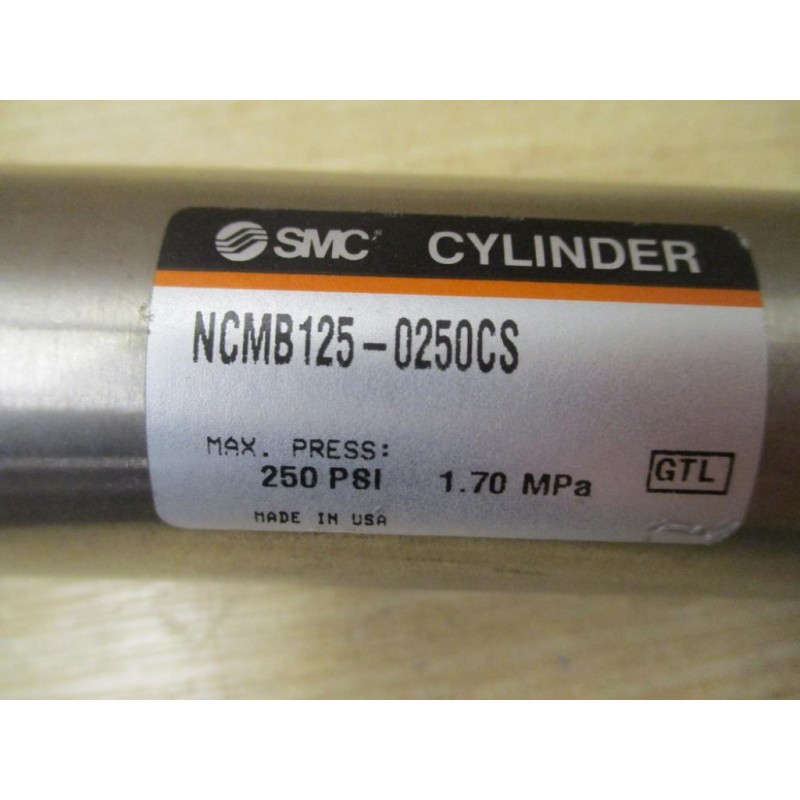 SMC CYLINDER
NCMB125-0250CS
MAX. PRESS:
250 PSI 1.70 MPa
GTL
MADE IN USA